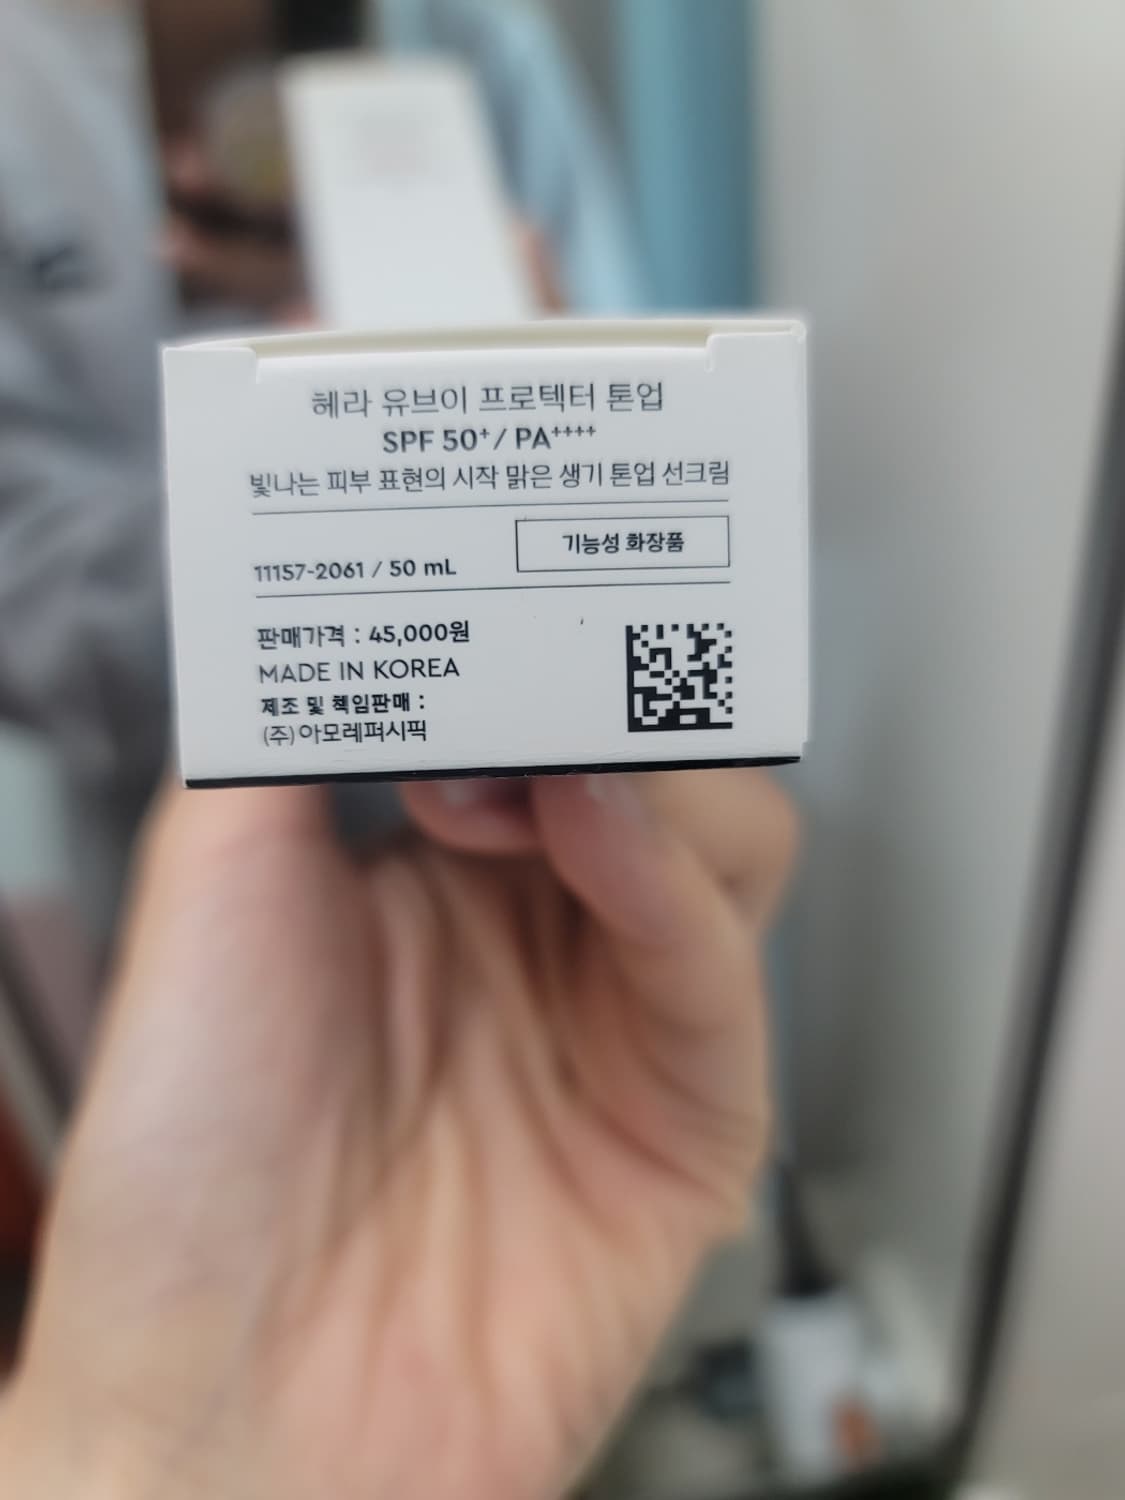 헤라 유브이 프로텍터 톤업
SPF 50+ / PA++++
빛나는 피부 표현의 시작 맑은 생기 톤업 선크림
기능성 화장품
11157-2061 / 50 mL
판매가격 : 45,000원
MADE IN KOREA
제조 및 책임판매 :
(주)아모레퍼시픽